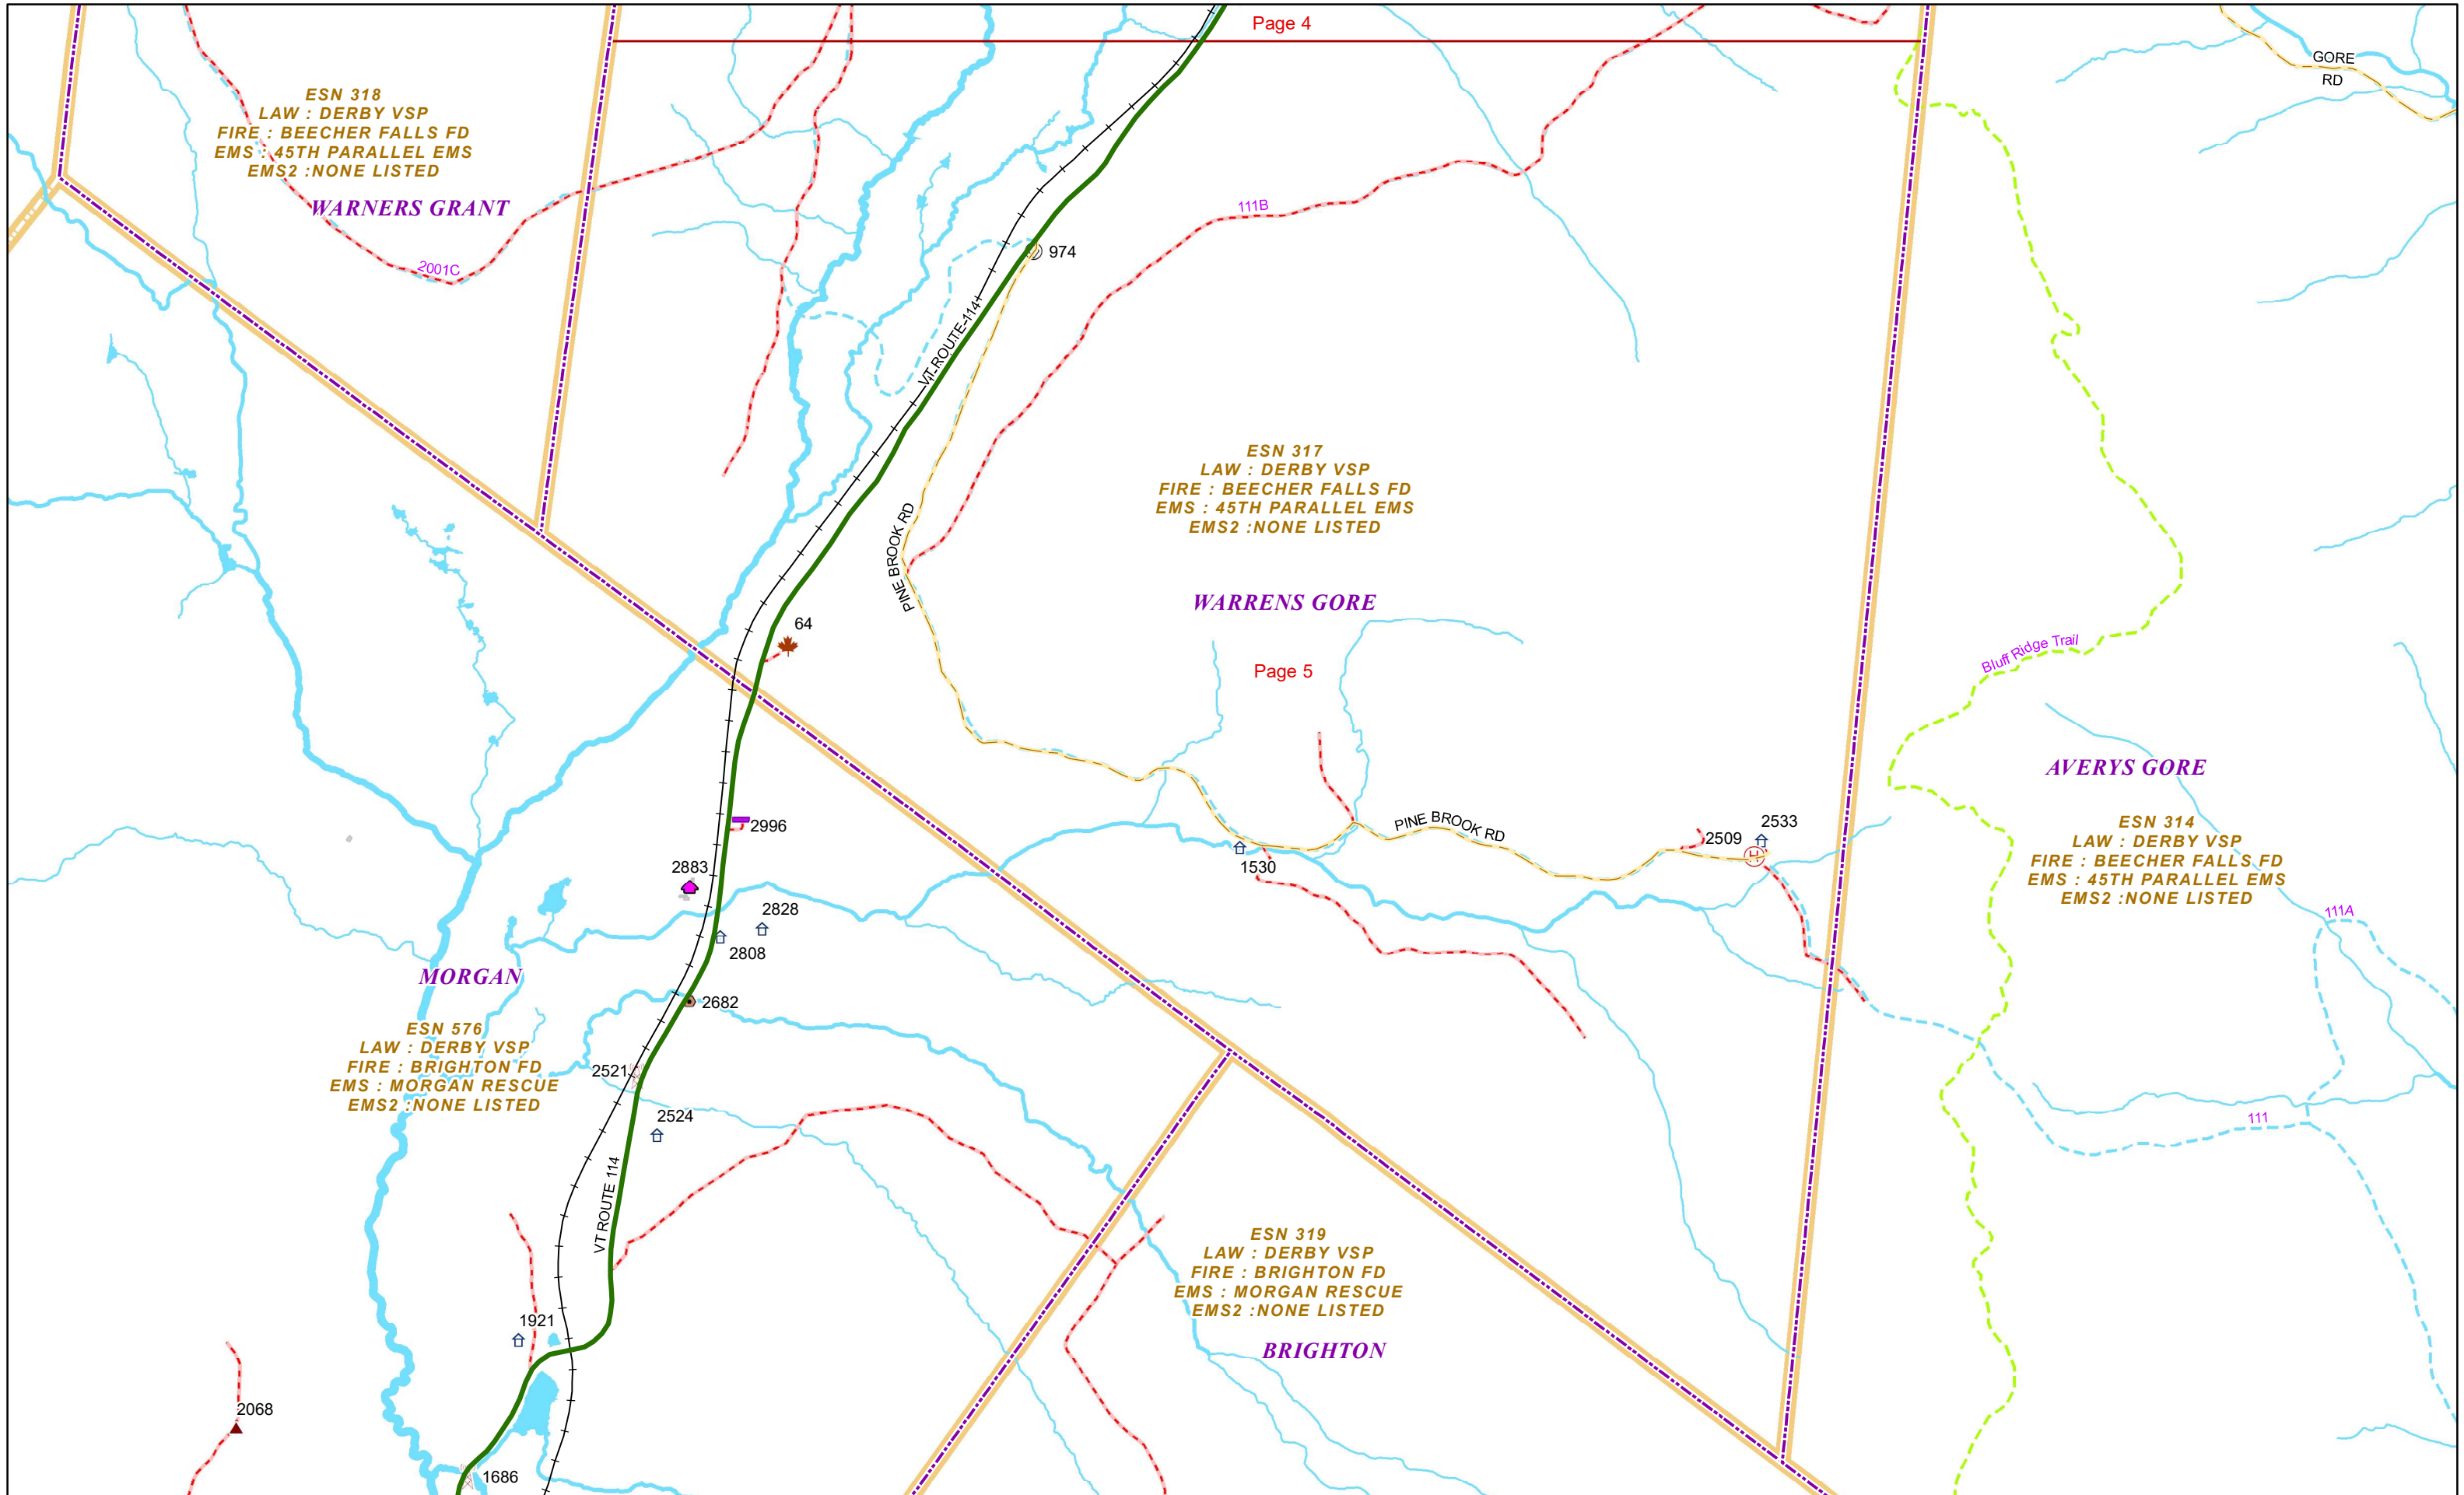 Page 4
GORE
RD
ESN 318
LAW : DERBY VSP
FIRE : BEECHER FALLS FD
EMS : 45TH PARALLEL EMS
EMS2 :NONE LISTED
WARNERS GRANT
2001C
111B
974
VT ROUTE 114
ESN 317
LAW : DERBY VSP
FIRE : BEECHER FALLS FD
EMS : 45TH PARALLEL EMS
EMS2 :NONE LISTED
PINE BROOK RD
WARRENS GORE
64
Page 5
Bluff Ridge Trail
AVERYS GORE
ESN 314
LAW : DERBY VSP
FIRE : BEECHER FALLS FD
EMS : 45TH PARALLEL EMS
EMS2 :NONE LISTED
2996
PINE BROOK RD
2533
2509
H
1530
2883
2828
2808
111A
MORGAN
2682
ESN 576
LAW : DERBY VSP
FIRE : BRIGHTON FD
EMS : MORGAN RESCUE
EMS2 :NONE LISTED
2521
2524
111
VT ROUTE 114
ESN 319
LAW : DERBY VSP
FIRE : BRIGHTON FD
EMS : MORGAN RESCUE
EMS2 :NONE LISTED
BRIGHTON
1921
2068
1686